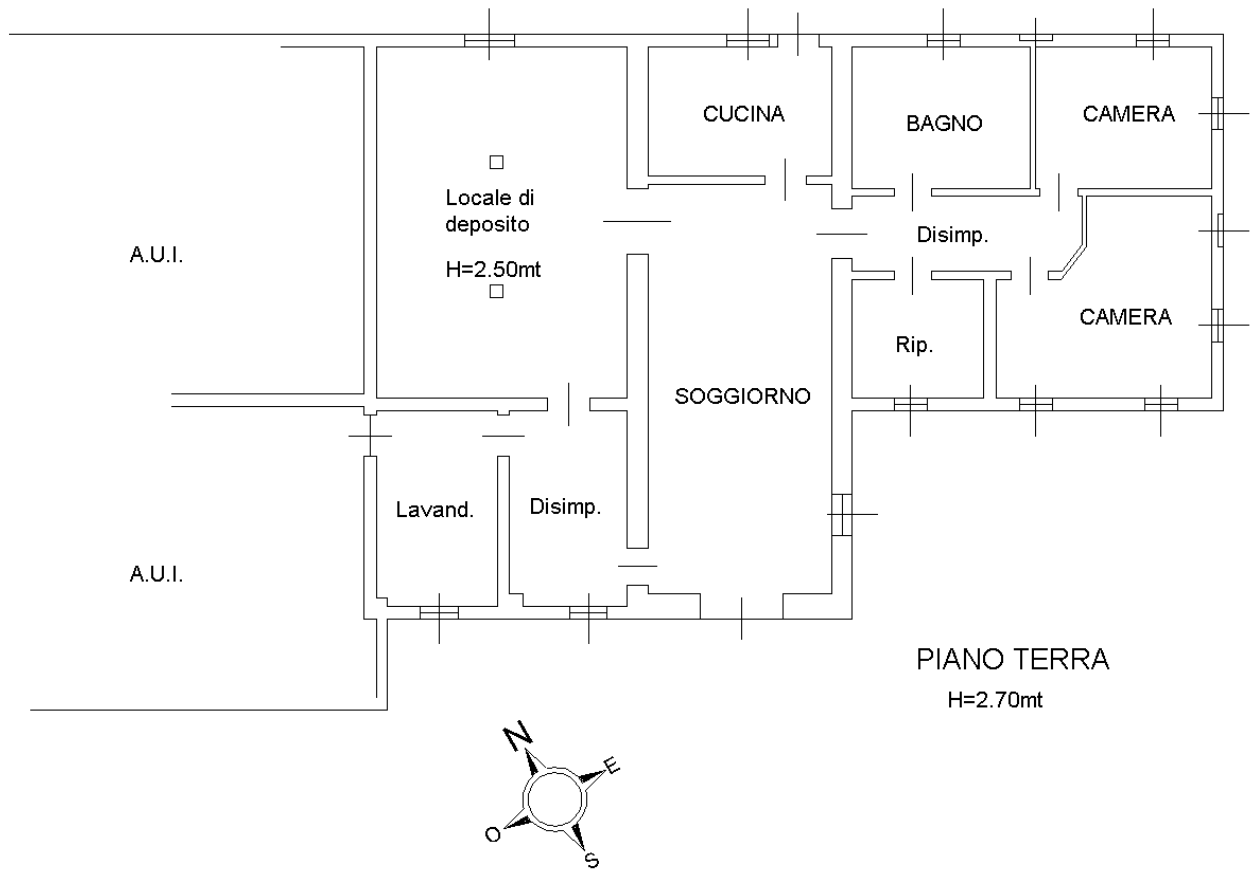 CUCINA
BAGNO
CAMERA
Locale di
deposito
H=2.50mt
A.U.I.
Disimp.
CAMERA
Rip.
SOGGIORNO
Lavand.
Disimp.
A.U.I.
PIANO TERRA
H=2.70mt
N
E
O
S